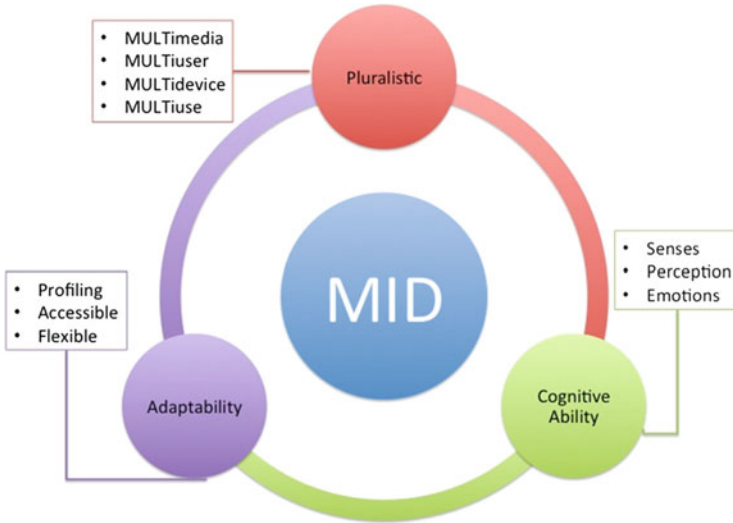 • MULTimedia
• MULTiuser
• MULTidevice
• MULTiuse
Pluralistic
• Senses
• Perception
• Emotions
MID
• Profiling
• Accessible
• Flexible
Adaptability
Cognitive
Ability